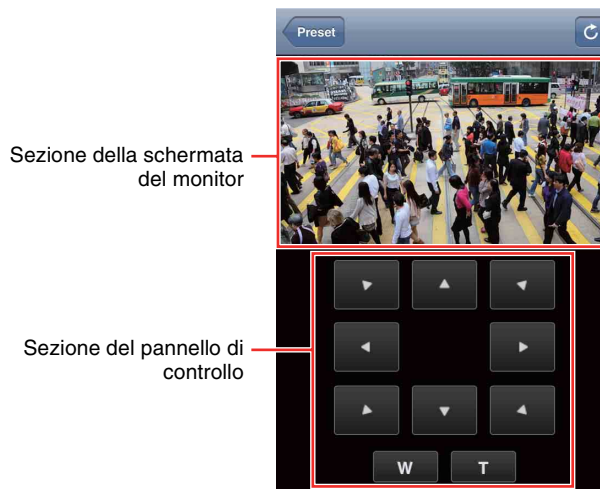 Preset
Sezione della schermata
del monitor
Sezione del pannello di
controllo
W
T